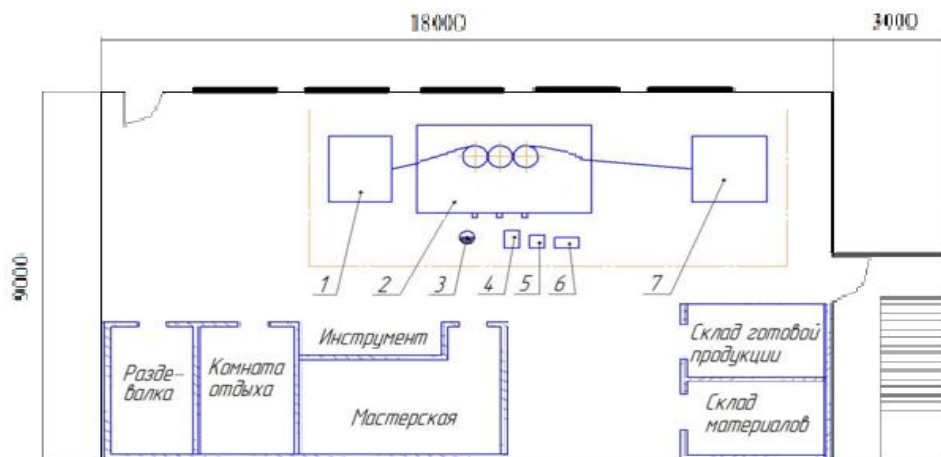 18000
3000
9000
1
2
3
4
5
6
7
Инструмент
Разде-
валка
Комната
отдыха
Мастерская
Склад готовой
продукции
Склад
материалов